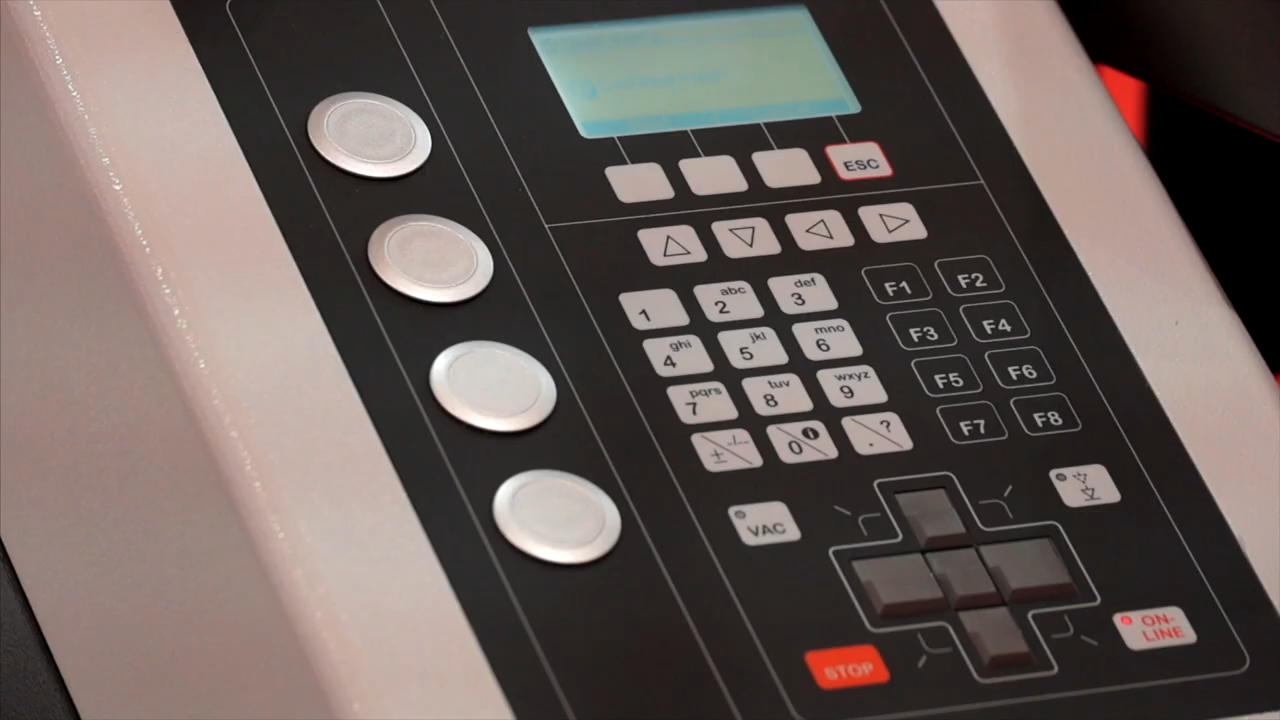 ESC
1
abc
2
def
3
F1
F2
ghi
4
jkl
5
mno
6
F3
F4
pqrs
7
tuv
8
wxyz
9
F5
F6
±
-/--
0
. ?
F7
F8
VAC
STOP
ON-
LINE